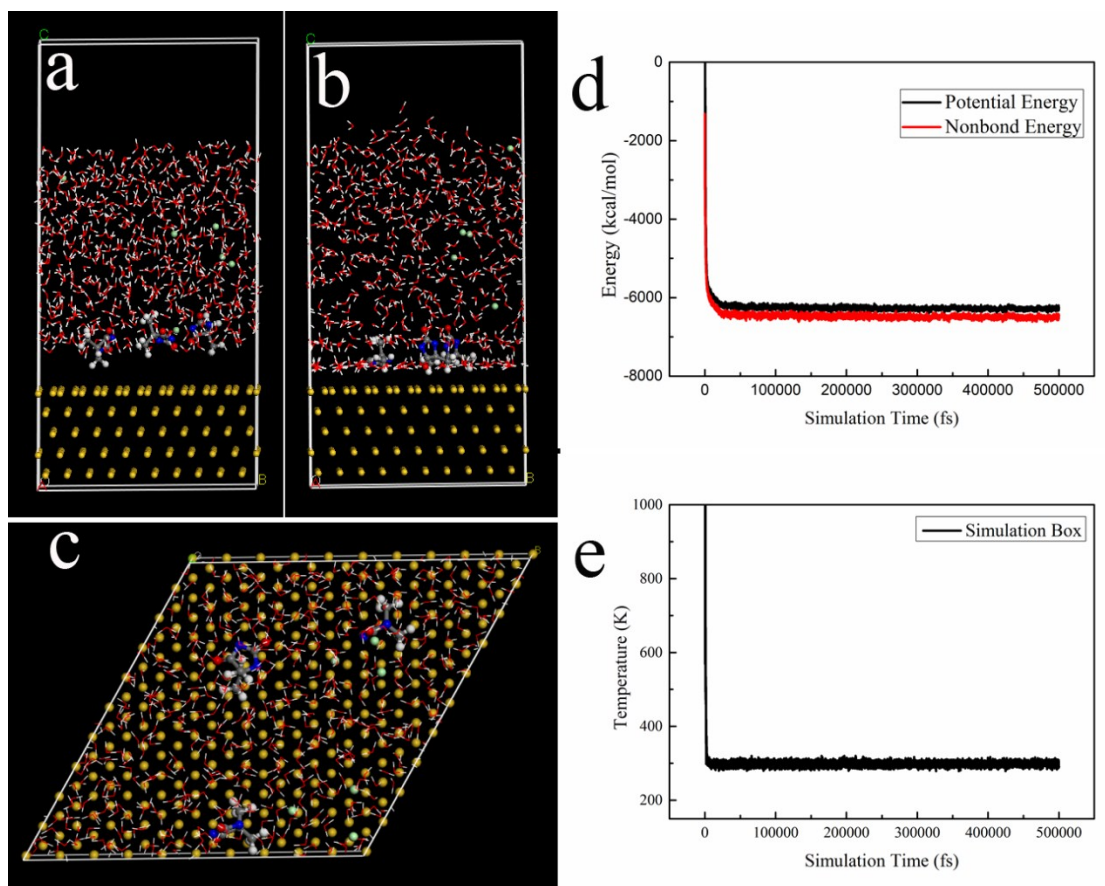 a
C
b
C
A
B
B
c
B
d
Energy (kcal/mol)
0
-2000
-4000
-6000
-8000
Potential Energy
Nonbond Energy
0
100000
200000
300000
400000
500000
Simulation Time (fs)
e
Temperature (K)
1000
800
600
400
200
Simulation Box
0
100000
200000
300000
400000
500000
Simulation Time (fs)